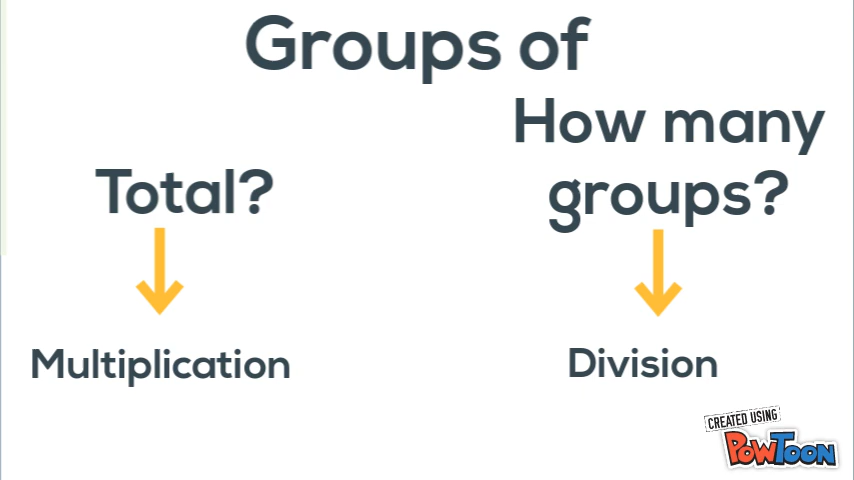 Groups of
Total?
How many
groups?
Multiplication
Division
CREATED USING
POWTOON